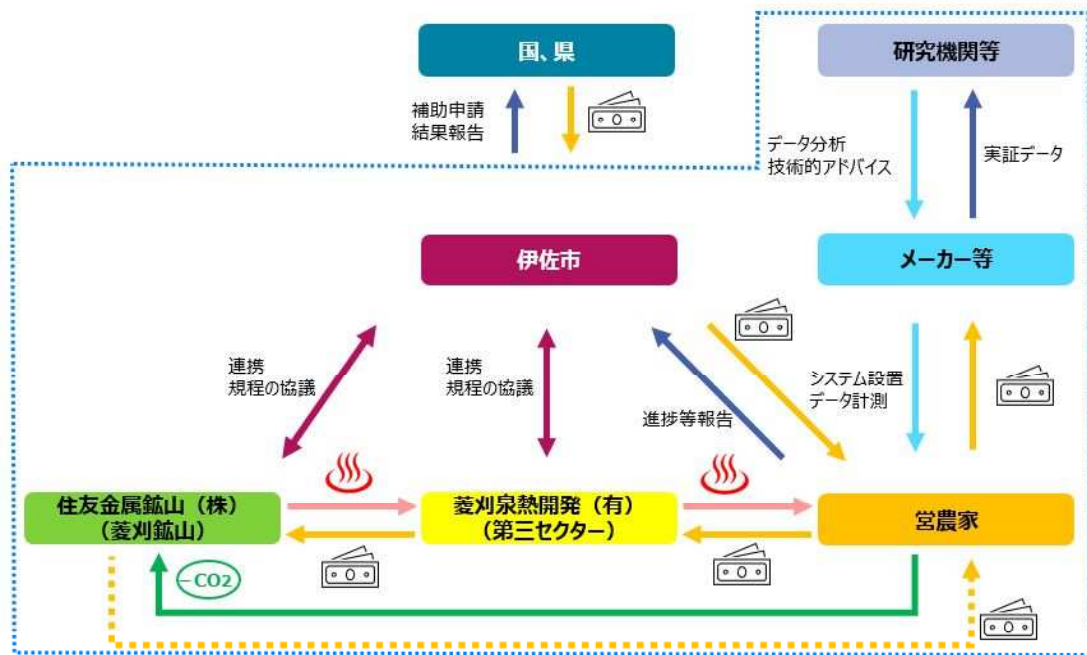 国、県
研究機関等
補助申請
結果報告
データ分析
技術的アドバイス
実証データ
伊佐市
メーカー等
連携
規程の協議
連携
規程の協議
進捗等報告
システム設置
データ計測
住友金属鉱山（株）
（菱刈鉱山）
菱刈泉熱開発（有）
（第三セクター）
営農家
－CO2